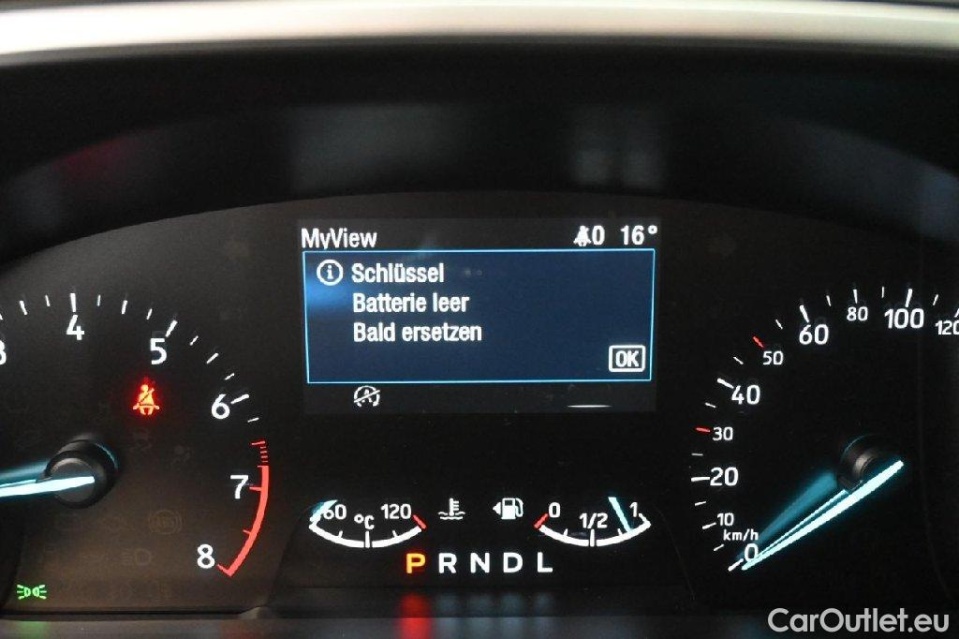 MyView 0 16°
i Schlüssel
Batterie leer
Bald ersetzen
OK
A
3 4 5 6 7 8
60 °C 120
0 1/2 1
P R N D L
0 10 20 30 40 50 60 80 100 120
km/h
CarOutlet.eu